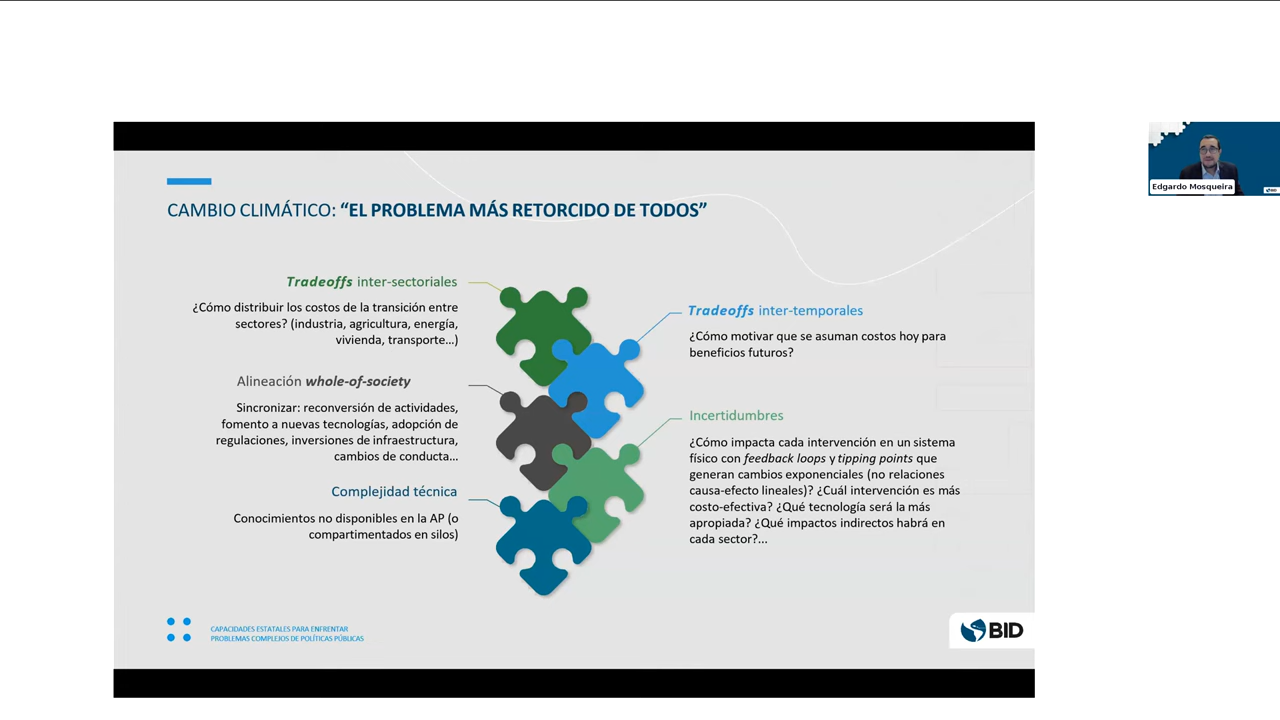 CAMBIO CLIMÁTICO: “EL PROBLEMA MÁS RETORCIDO DE TODOS”
Tradeoffs inter-sectoriales
¿Cómo distribuir los costos de la transición entre
sectores? (industria, agricultura, energía,
vivienda, transporte...)
Alineación whole-of-society
Sincronizar: reconversión de actividades,
fomento a nuevas tecnologías, adopción de
regulaciones, inversiones de infraestructura,
cambios de conducta...
Complejidad técnica
Conocimientos no disponibles en la AP (o
compartimentados en silos)
Tradeoffs inter-temporales
¿Cómo motivar que se asuman costos hoy para
beneficios futuros?
Incertidumbres
¿Cómo impacta cada intervención en un sistema
físico con feedback loops y tipping points que
generan cambios exponenciales (no relaciones
causa-efecto lineales)? ¿Cuál intervención es más
costo-efectiva? ¿Qué tecnología será la más
apropiada? ¿Qué impactos indirectos habrá en
cada sector?...
CAPACIDADES ESTATALES PARA ENFRENTAR
PROBLEMAS COMPLEJOS DE POLÍTICAS PÚBLICAS
BID
Edgardo Mosqueira
BID